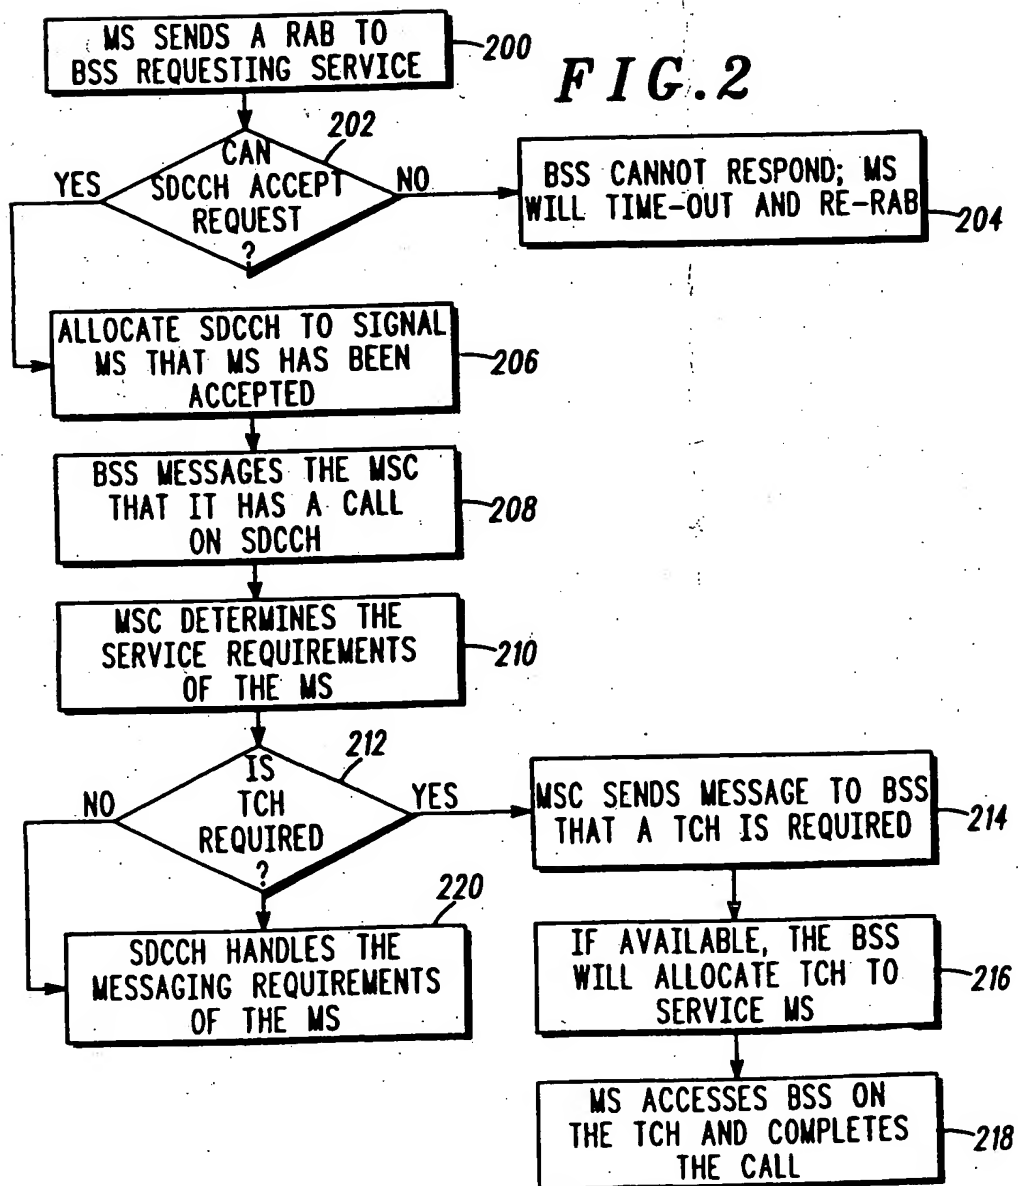 MS SENDS A RAB TO
BSS REQUESTING SERVICE
200
FIG.2
202
CAN
SDCCH ACCEPT
REQUEST
?
YES
NO
BSS CANNOT RESPOND; MS
WILL TIME-OUT AND RE-RAB
204
ALLOCATE SDCCH TO SIGNAL
MS THAT MS HAS BEEN
ACCEPTED
206
BSS MESSAGES THE MSC
THAT IT HAS A CALL
ON SDCCH
208
MSC DETERMINES THE
SERVICE REQUIREMENTS
OF THE MS
210
212
IS
TCH
REQUIRED
?
NO
YES
MSC SENDS MESSAGE TO BSS
THAT A TCH IS REQUIRED
214
220
SDCCH HANDLES THE
MESSAGING REQUIREMENTS
OF THE MS
IF AVAILABLE, THE BSS
WILL ALLOCATE TCH TO
SERVICE MS
216
MS ACCESSES BSS ON
THE TCH AND COMPLETES
THE CALL
218